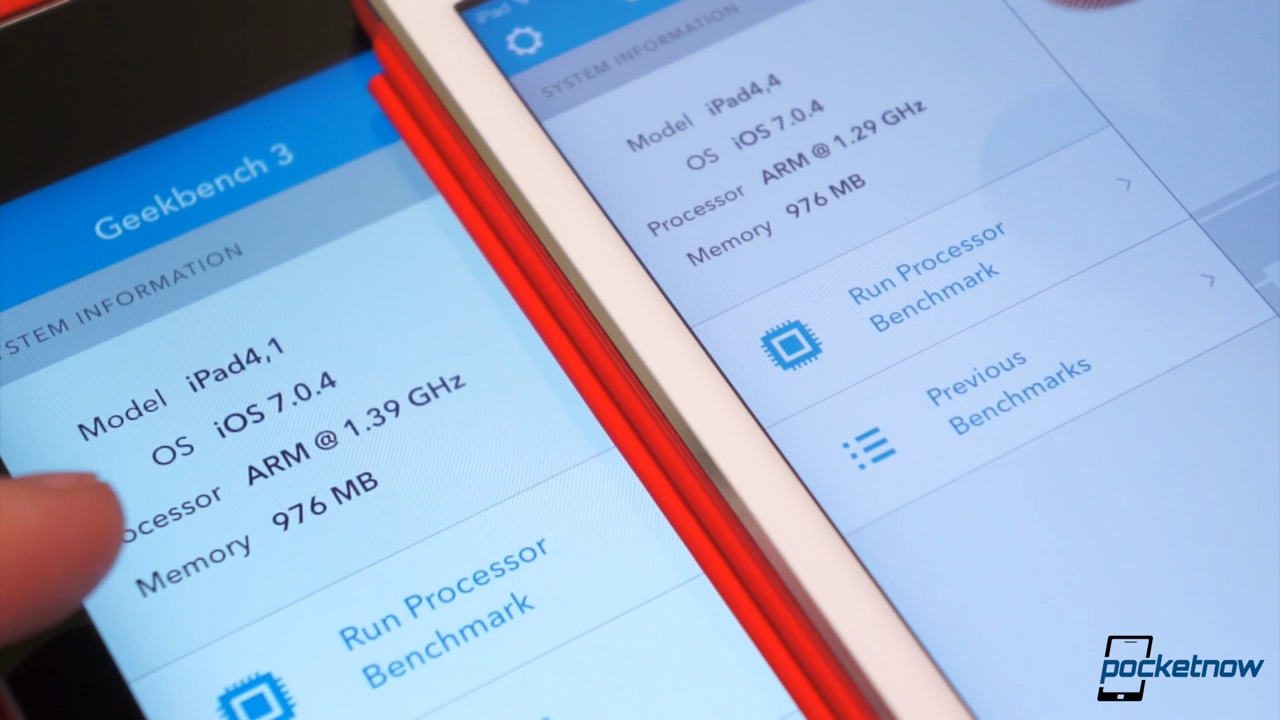 Geekbench 3
STEM INFORMATION
Model iPad4,1
OS iOS 7.0.4
ocessor ARM @ 1.39 GHz
Memory 976 MB
Run Processor
Benchmark
iPad
SYSTEM INFORMATION
Model iPad4,4
OS iOS 7.0.4
Processor ARM @ 1.29 GHz
Memory 976 MB
Run Processor
Benchmark
Previous
Benchmarks
pocketnow